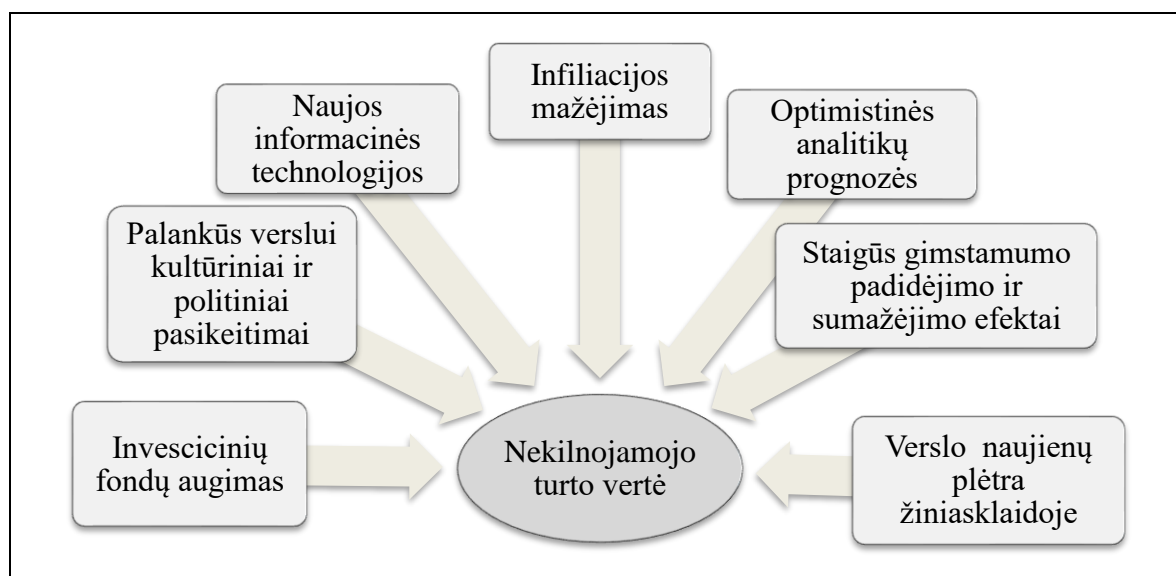 Infiliacijos
mažėjimas
Naujos
informacinės
technologijos
Optimistinės
analitikų
prognozės
Palankūs verslui
kultūriniai ir
politiniai
pasikeitimai
Staigūs gimstamumo
padidėjimo ir
sumažėjimo efektai
Invescicinių
fondų augimas
Nekilnojamojo
turto vertė
Verslo  naujienų
plėtra
žiniasklaidoje